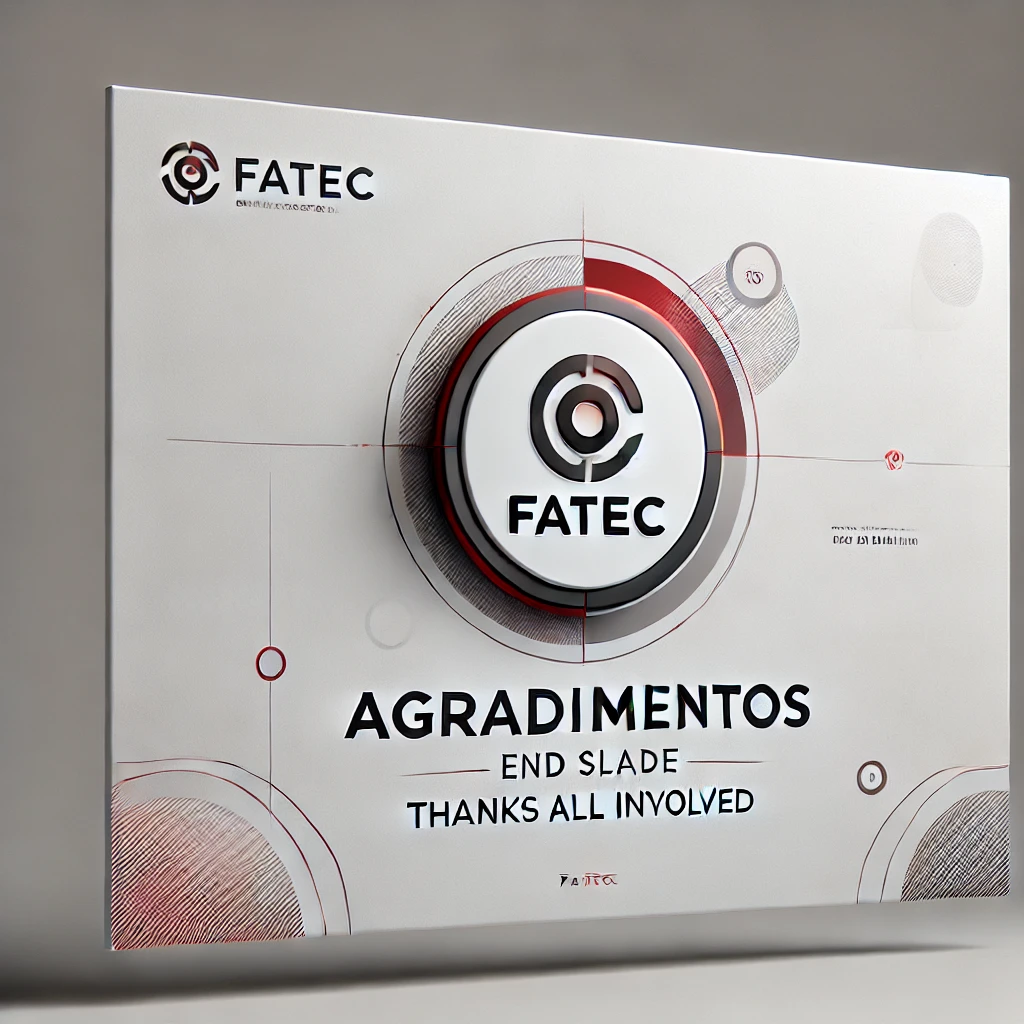 FATEC
FATEC
AGRADIMENTOS
END SLADE
THANKS ALL INVOLVED